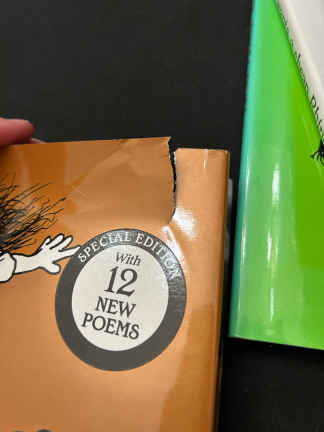 SPECIAL EDITION
With
12
NEW
POEMS